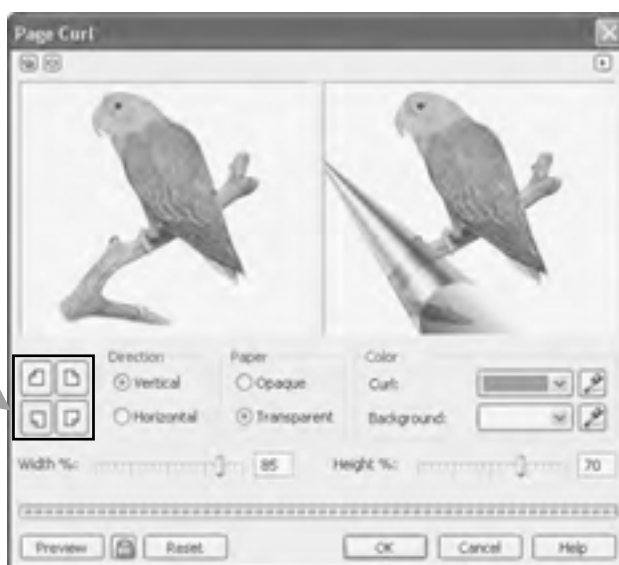 Page Curl
Direction
Vertical
Horizontal
Paper
Opaque
Transparent
Color
Curl:
Background:
Width %: 85
Height %: 70
Preview Reset OK Cancel Help